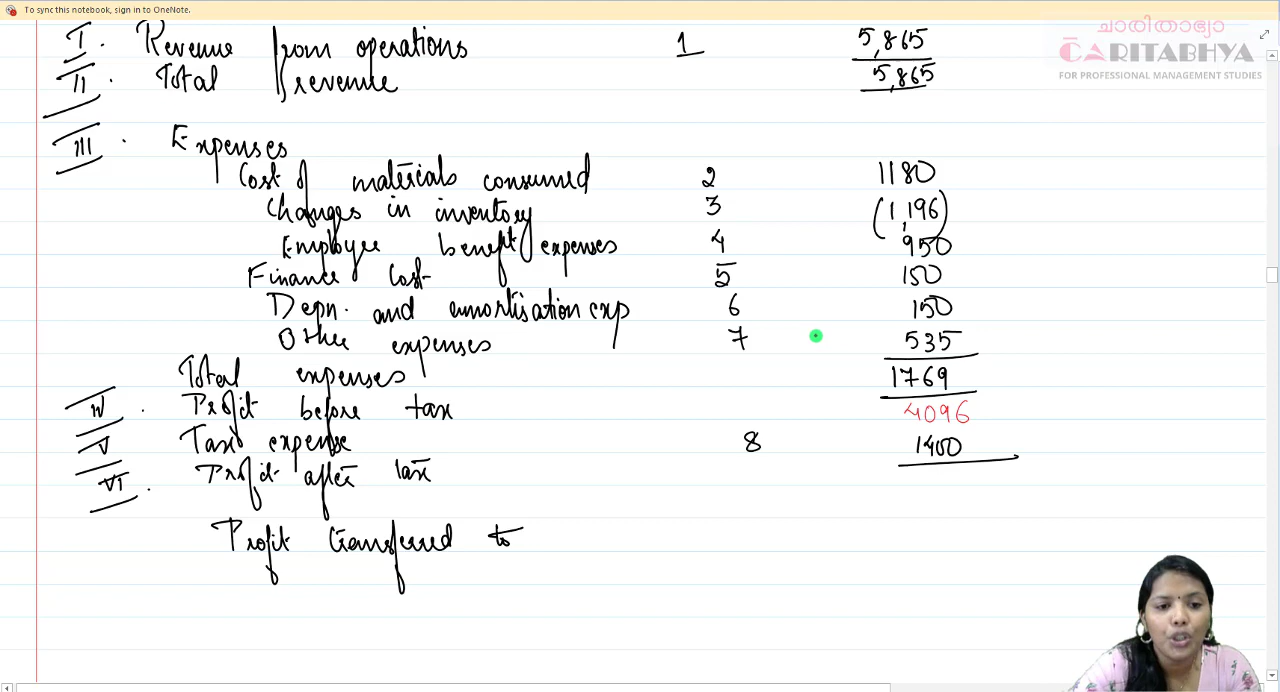 To sync this notebook, sign in to OneNote.
ചാരിതാഭ്യാ
CARITABHYA
FOR PROFESSIONAL MANAGEMENT STUDIES
I. Revenue from operations 1 5,865
II. Total revenue 5,865
III. Expenses
Cost of materials consumed 2 1180
Changes in inventory 3 (1,196)
Employee benefit expenses 4 950
Finance cost 5 150
Depn. and amortisation exp 6 150
Other expenses 7 535
Total expenses 1769
IV. Profit before tax 4096
V. Tax expense 8 1400
VI. Profit after tax
Profit transferred to